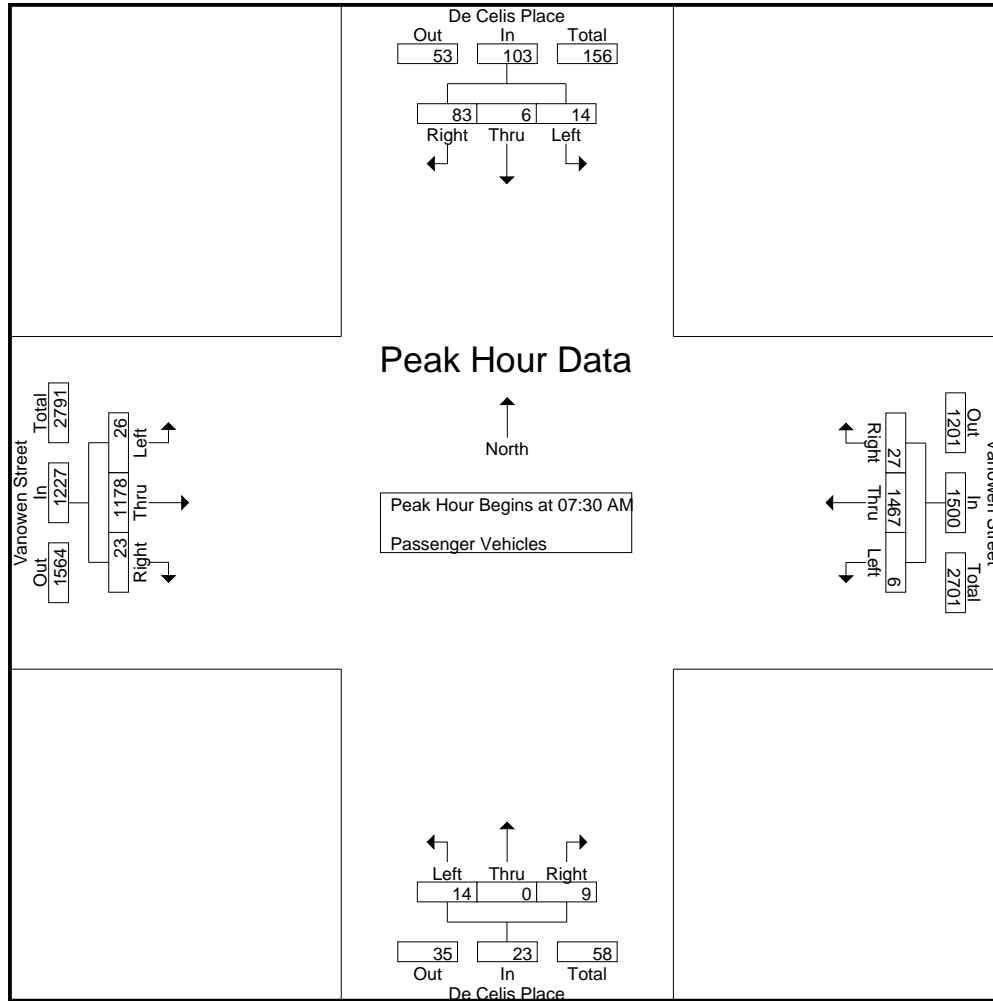 De Celis Place
Out In Total
53 103 156
83 6 14
Right Thru Left
Peak Hour Data
North
Peak Hour Begins at 07:30 AM
Passenger Vehicles
Vanowen Street
Total In Out
2791 1227 1564
26 1178 23
Left Thru Right
Right Thru Left
27 1467 6
1201 1500 2701
Out In Total
Vanowen Street
Left Thru Right
14 0 9
35 23 58
Out In Total
De Celis Place